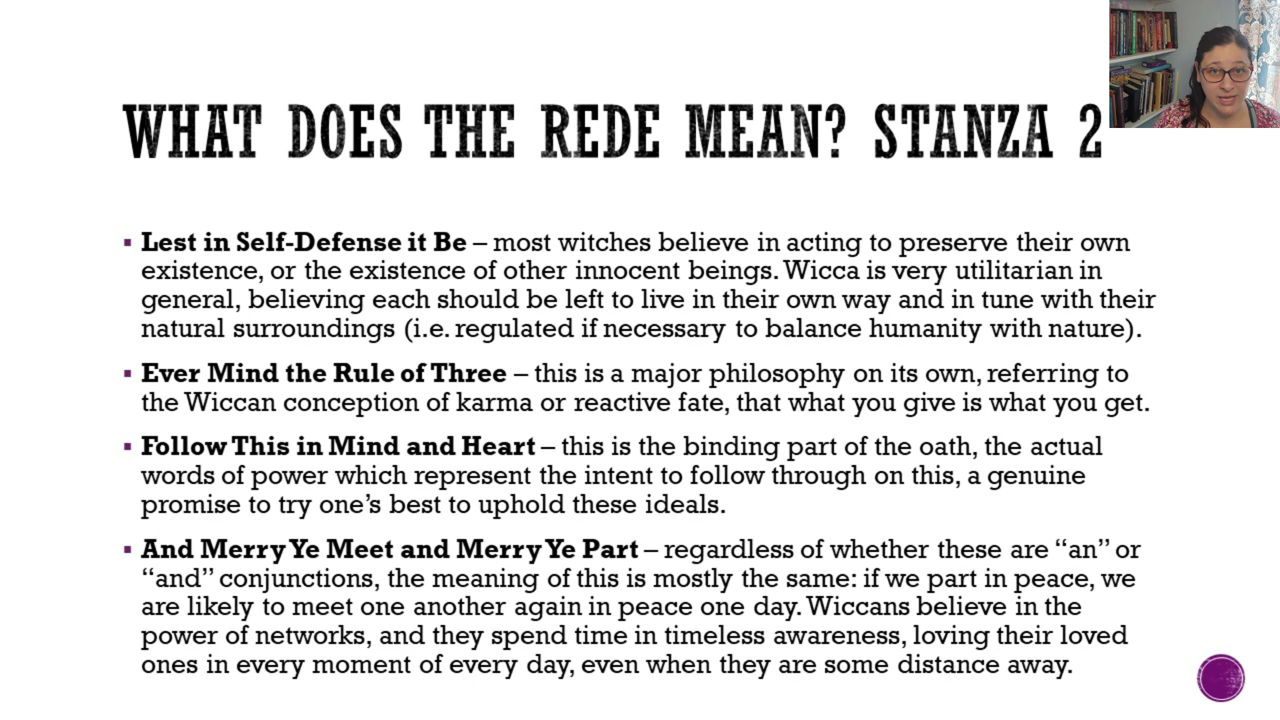 WHAT DOES THE REDE MEAN? STANZA 2
▪ Lest in Self-Defense it Be – most witches believe in acting to preserve their own
existence, or the existence of other innocent beings. Wicca is very utilitarian in
general, believing each should be left to live in their own way and in tune with their
natural surroundings (i.e. regulated if necessary to balance humanity with nature).
▪ Ever Mind the Rule of Three – this is a major philosophy on its own, referring to
the Wiccan conception of karma or reactive fate, that what you give is what you get.
▪ Follow This in Mind and Heart – this is the binding part of the oath, the actual
words of power which represent the intent to follow through on this, a genuine
promise to try one’s best to uphold these ideals.
▪ And Merry Ye Meet and Merry Ye Part – regardless of whether these are “an” or
“and” conjunctions, the meaning of this is mostly the same: if we part in peace, we
are likely to meet one another again in peace one day. Wiccans believe in the
power of networks, and they spend time in timeless awareness, loving their loved
ones in every moment of every day, even when they are some distance away.